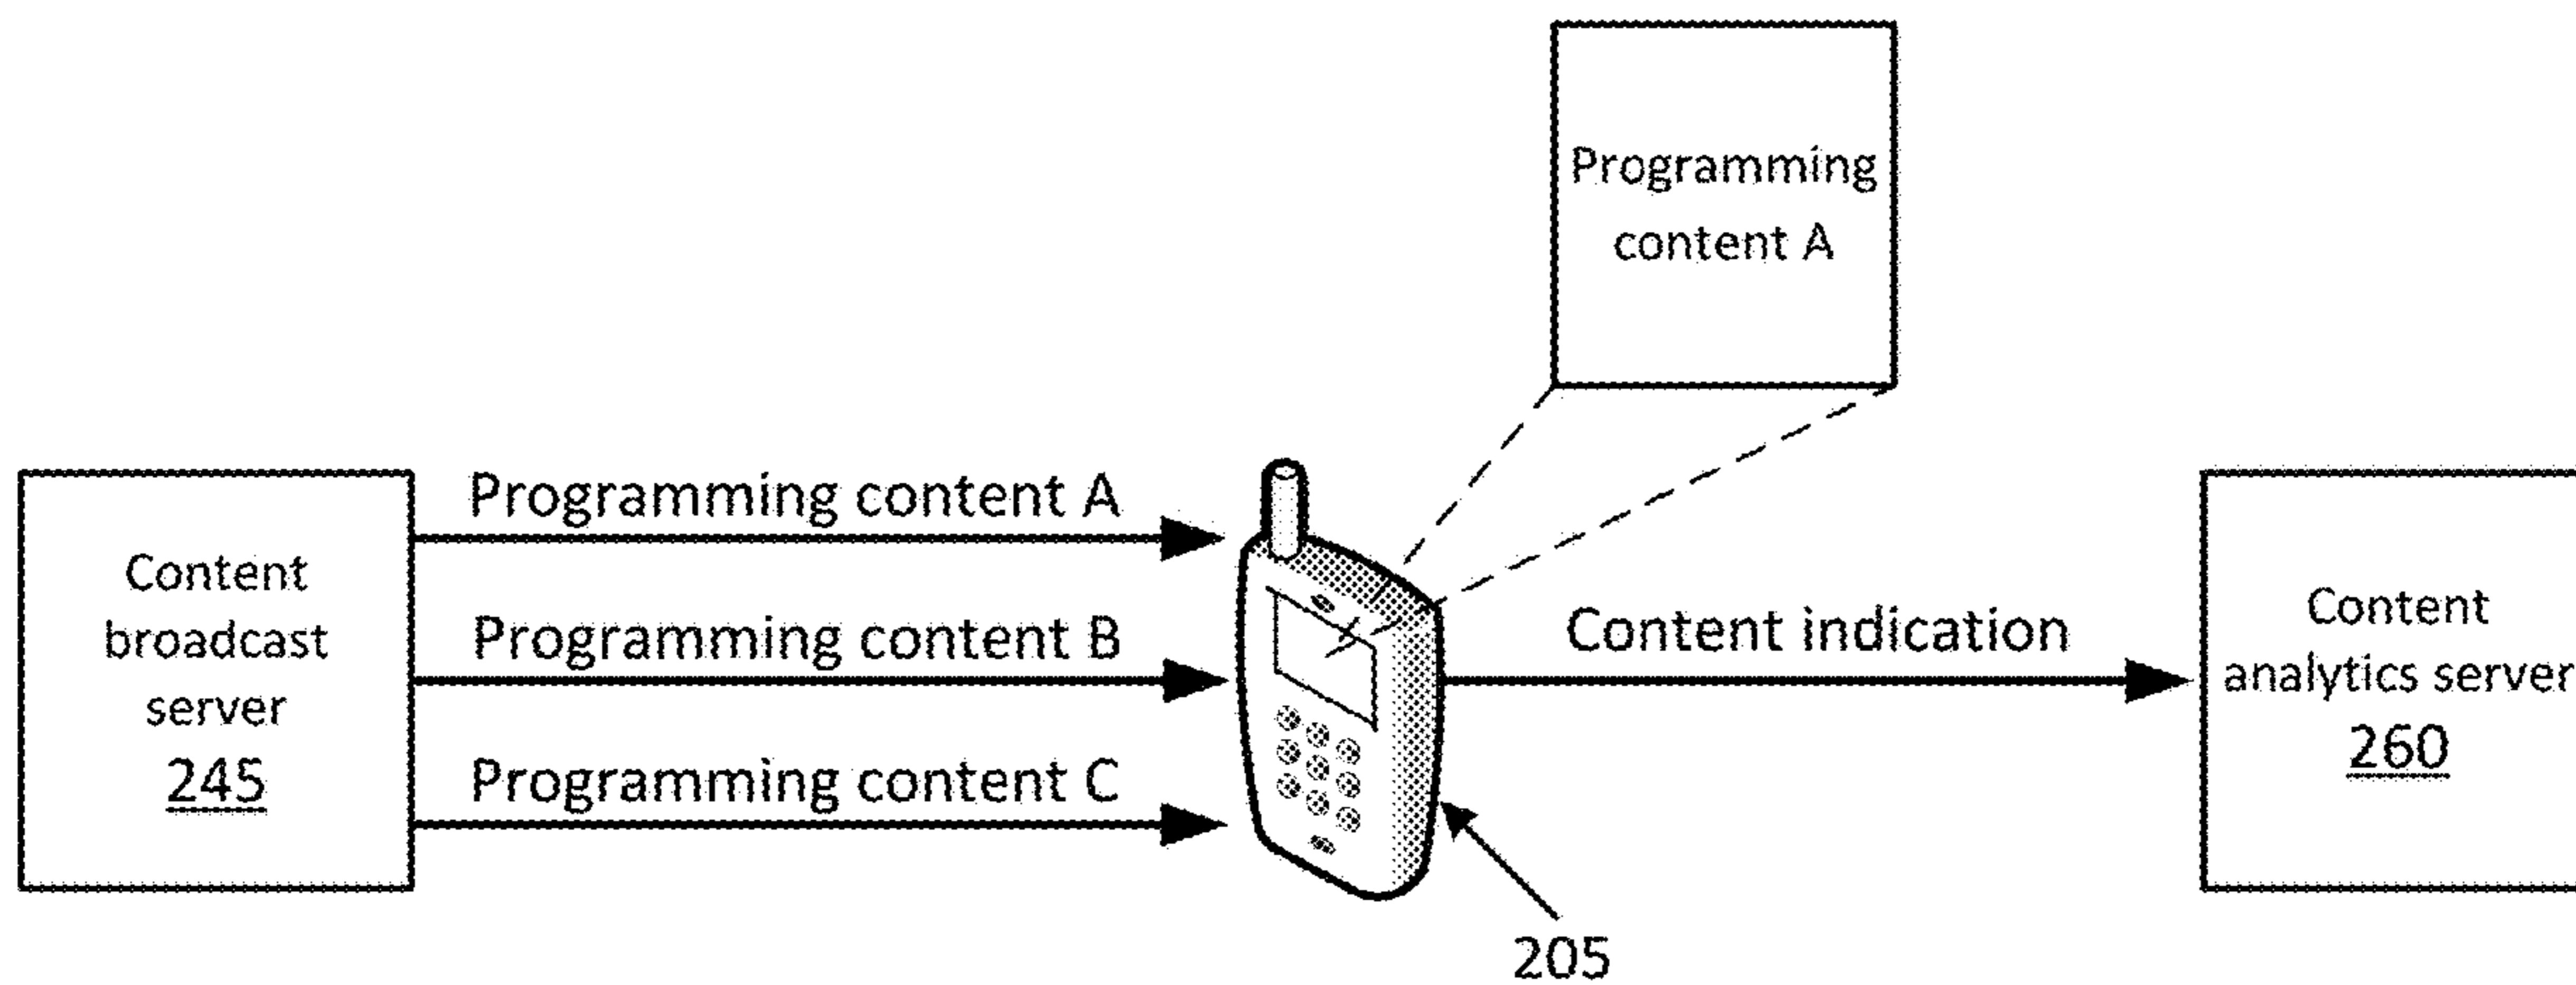 Programming
content A
Content
broadcast
server
245
Programming content A
Programming content B
Programming content C
Content indication
Content
analytics server
260
205